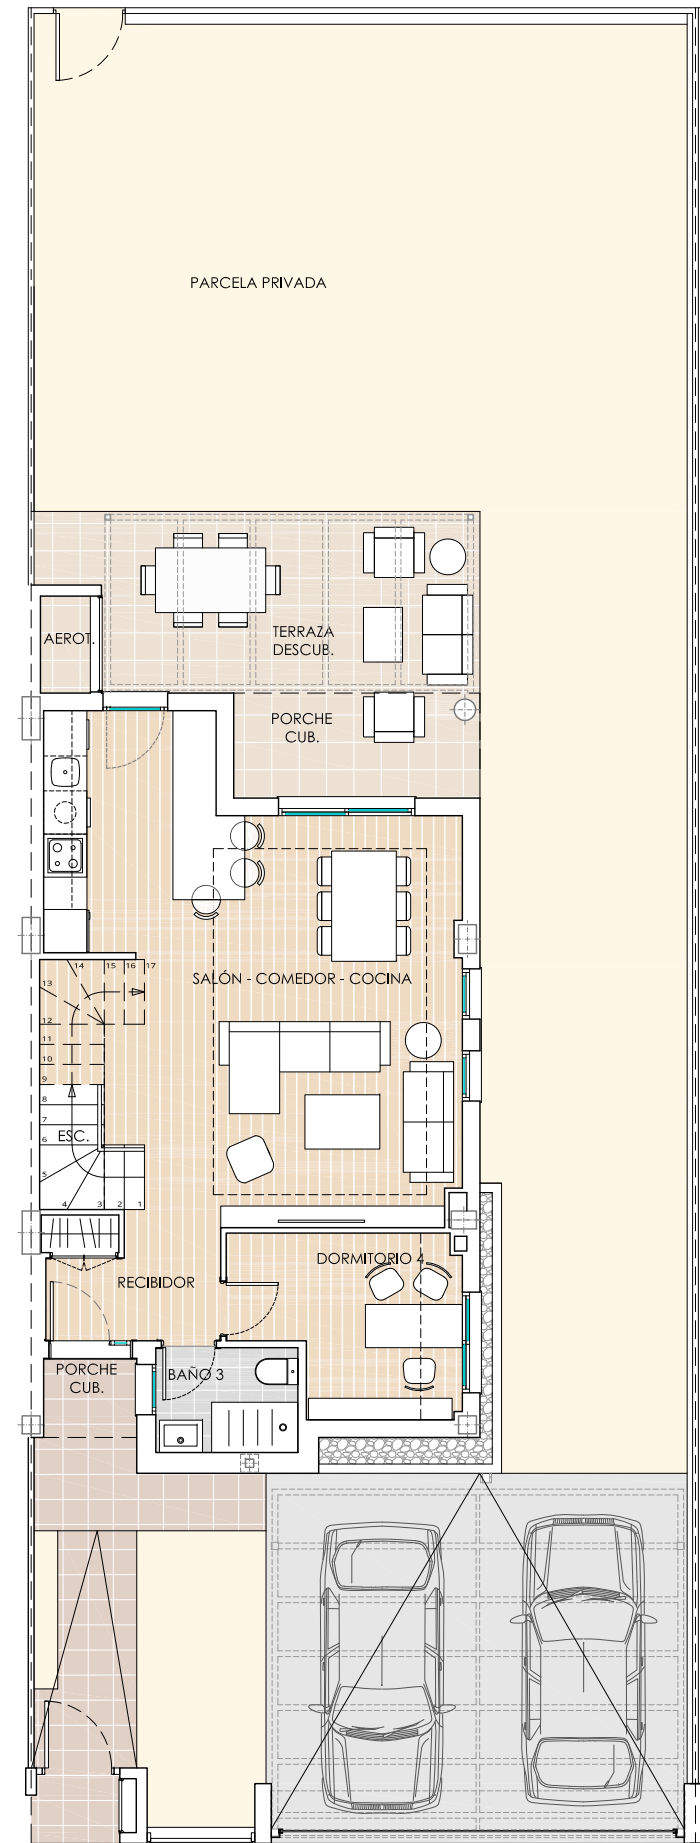 PARCELA PRIVADA
AEROT.
TERRAZA
DESCUB.
PORCHE
CUB.
SALÓN - COMEDOR - COCINA
14
15
16
17
13
12
11
10
9
8
7
6
ESC.
5
4
3
2
1
RECIBIDOR
DORMITORIO 4
PORCHE
CUB.
BAÑO 3